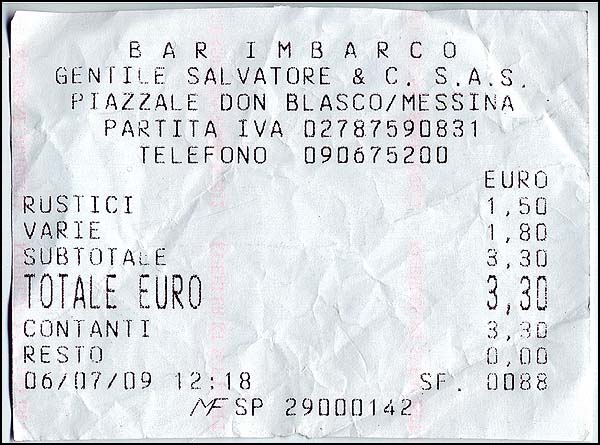 BAR IMBARCO
GENTILE SALVATORE & C. S.A.S.
PIAZZALE DON BLASCO/MESSINA
PARTITA IVA 02787590831
TELEFONO 090675200
EURO
RUSTICI 1,50
VARIE 1,80
SUBTOTALE 3,30
TOTALE EURO 3,30
CONTANTI 3,30
RESTO 0,00
06/07/09 12:18 SF. 0088
MF SP 29000142